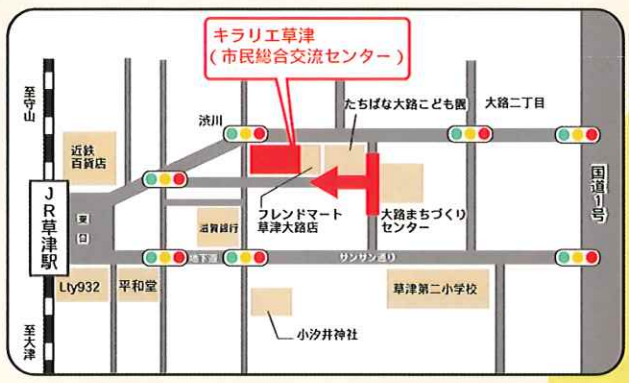 キラリエ草津
(市民総合交流センター)
至守山
渋川
たちばな大路こども園
大路二丁目
近鉄
百貨店
国道1号
JR草津駅
東口
フレンドマート
草津大路店
大路まちづくり
センター
滋賀銀行
地下道
サンサン通り
Lty932
平和堂
草津第二小学校
至大津
小汐井神社